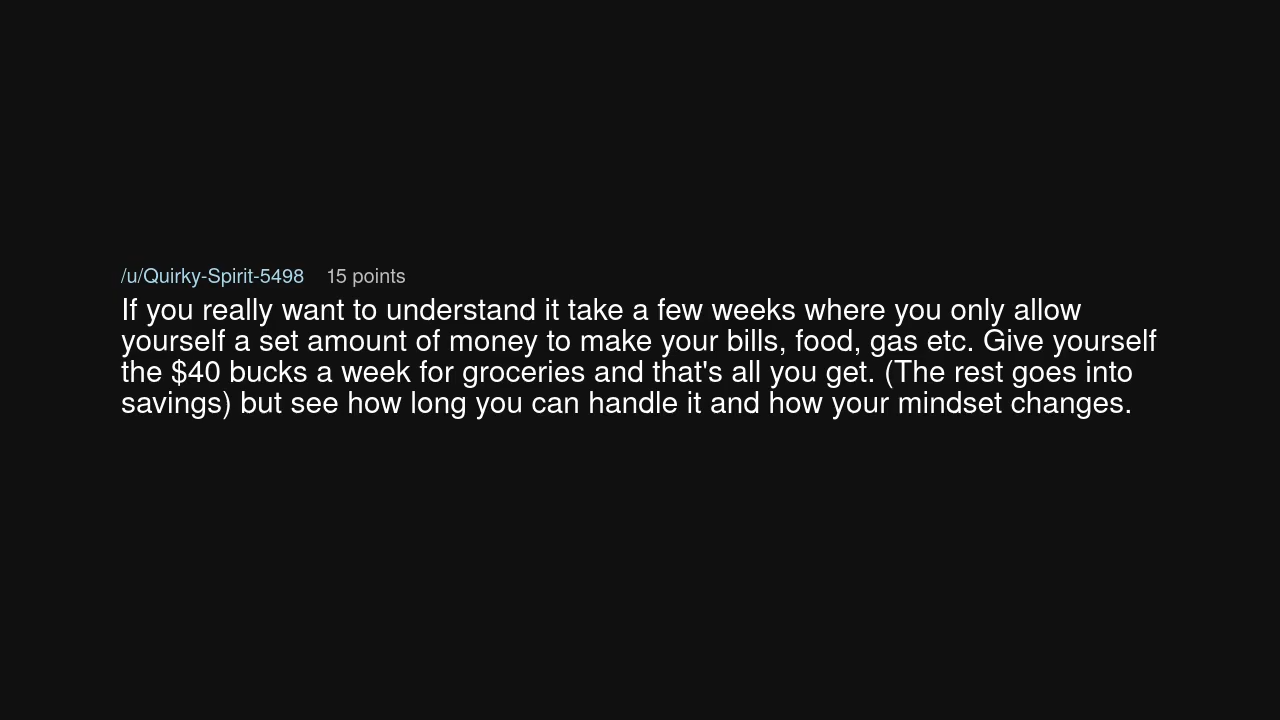 /u/Quirky-Spirit-5498 15 points
If you really want to understand it take a few weeks where you only allow
yourself a set amount of money to make your bills, food, gas etc. Give yourself
the $40 bucks a week for groceries and that's all you get. (The rest goes into
savings) but see how long you can handle it and how your mindset changes.